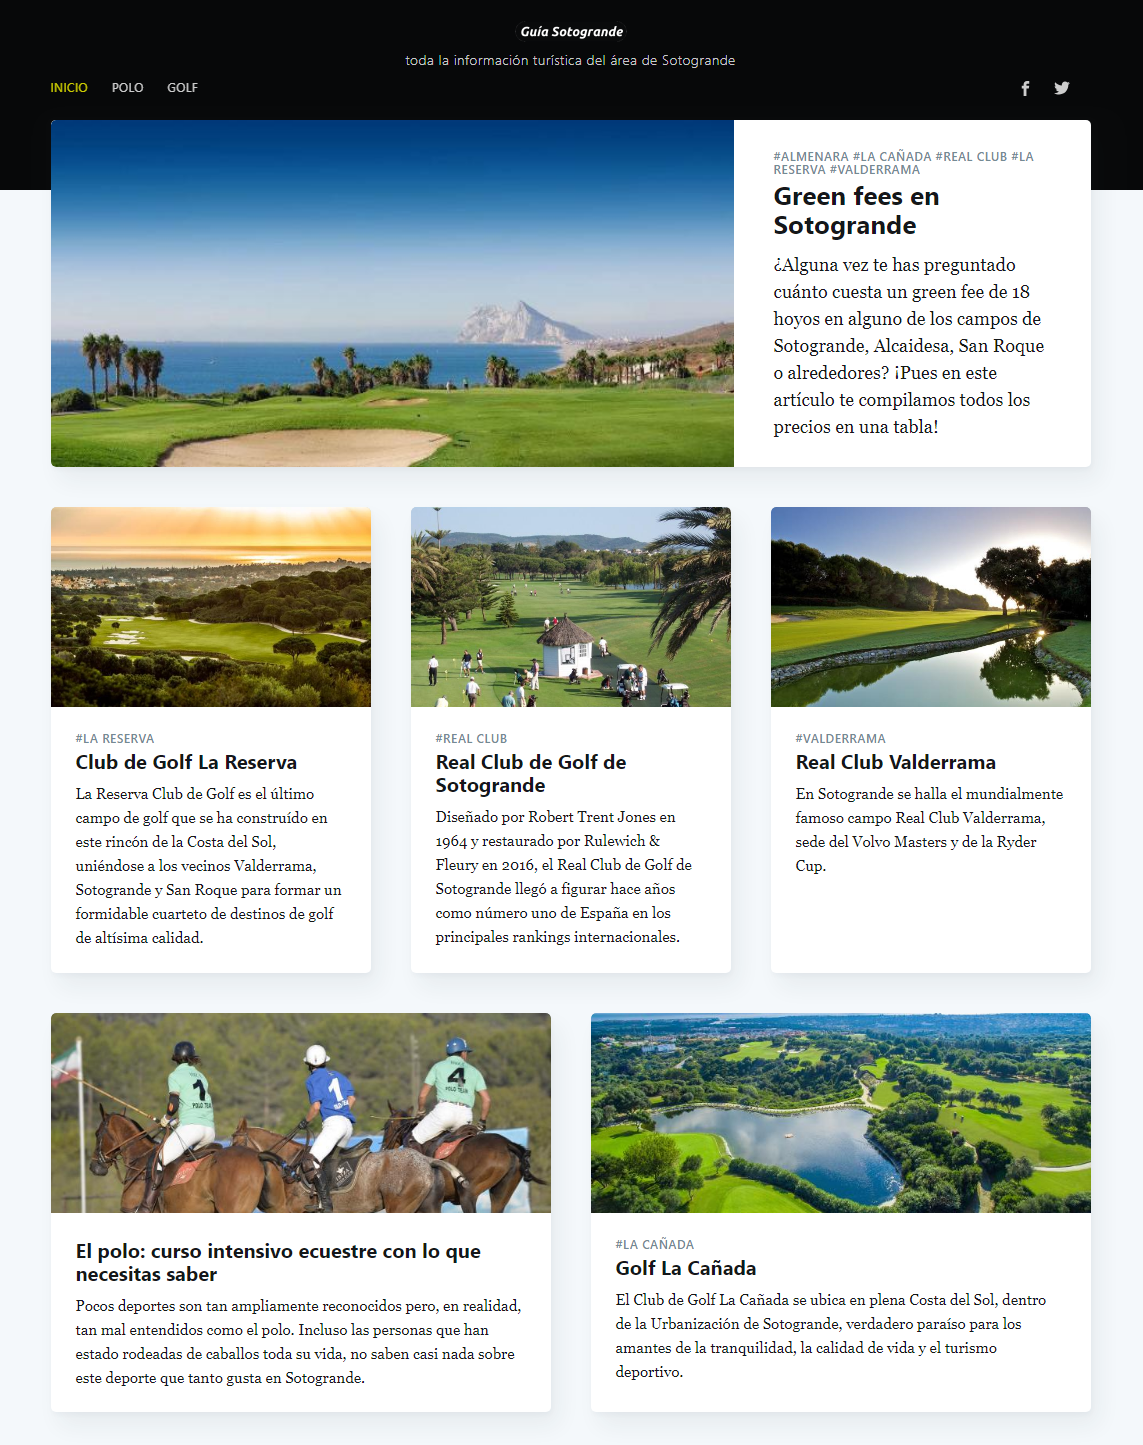 Guía Sotogrande
toda la información turística del área de Sotogrande
INICIO POLO GOLF
#ALMENARA #LA CAÑADA #REAL CLUB #LA
RESERVA #VALDERRAMA
Green fees en
Sotogrande
¿Alguna vez te has preguntado
cuánto cuesta un green fee de 18
hoyos en alguno de los campos de
Sotogrande, Alcaidesa, San Roque
o alrededores? ¡Pues en este
artículo te compilamos todos los
precios en una tabla!
#LA RESERVA
Club de Golf La Reserva
La Reserva Club de Golf es el último
campo de golf que se ha construído en
este rincón de la Costa del Sol,
uniéndose a los vecinos Valderrama,
Sotogrande y San Roque para formar un
formidable cuarteto de destinos de golf
de altísima calidad.
#REAL CLUB
Real Club de Golf de
Sotogrande
Diseñado por Robert Trent Jones en
1964 y restaurado por Rulewich &
Fleury en 2016, el Real Club de Golf de
Sotogrande llegó a figurar hace años
como número uno de España en los
principales rankings internacionales.
#VALDERRAMA
Real Club Valderrama
En Sotogrande se halla el mundialmente
famoso campo Real Club Valderrama,
sede del Volvo Masters y de la Ryder
Cup.
1
1
4
POLO TEAM
El polo: curso intensivo ecuestre con lo que
necesitas saber
Pocos deportes son tan ampliamente reconocidos pero, en realidad,
tan mal entendidos como el polo. Incluso las personas que han
estado rodeadas de caballos toda su vida, no saben casi nada sobre
este deporte que tanto gusta en Sotogrande.
#LA CAÑADA
Golf La Cañada
El Club de Golf La Cañada se ubica en plena Costa del Sol, dentro
de la Urbanización de Sotogrande, verdadero paraíso para los
amantes de la tranquilidad, la calidad de vida y el turismo
deportivo.